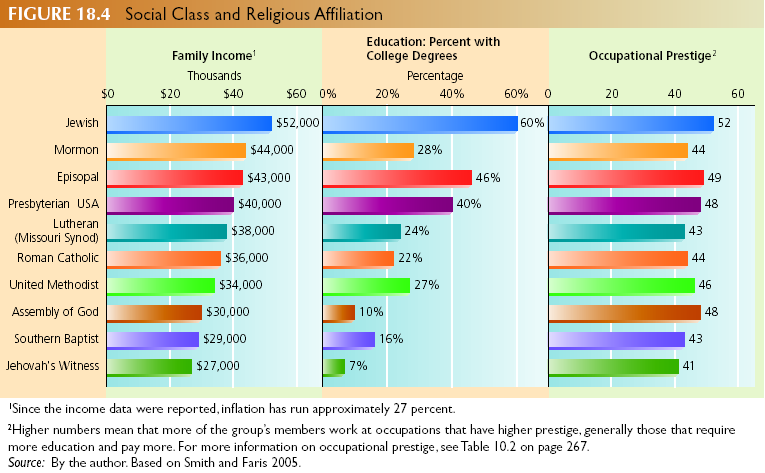 FIGURE 18.4 Social Class and Religious Affiliation
Family Income¹
Education: Percent with
College Degrees
Occupational Prestige²
Thousands
Percentage
$0 $20 $40 $60 0% 20% 40% 60% 0 20 40 60
Jewish $52,000 60% 52
Mormon $44,000 28% 44
Episopal $43,000 46% 49
Presbyterian USA $40,000 40% 48
Lutheran
(Missouri Synod) $38,000 24% 43
Roman Catholic $36,000 22% 44
United Methodist $34,000 27% 46
Assembly of God $30,000 10% 48
Southern Baptist $29,000 16% 43
Jehovah's Witness $27,000 7% 41
¹Since the income data were reported, inflation has run approximately 27 percent.
²Higher numbers mean that more of the group's members work at occupations that have higher prestige, generally those that require
more education and pay more. For more information on occupational prestige, see Table 10.2 on page 267.
Source: By the author. Based on Smith and Faris 2005.